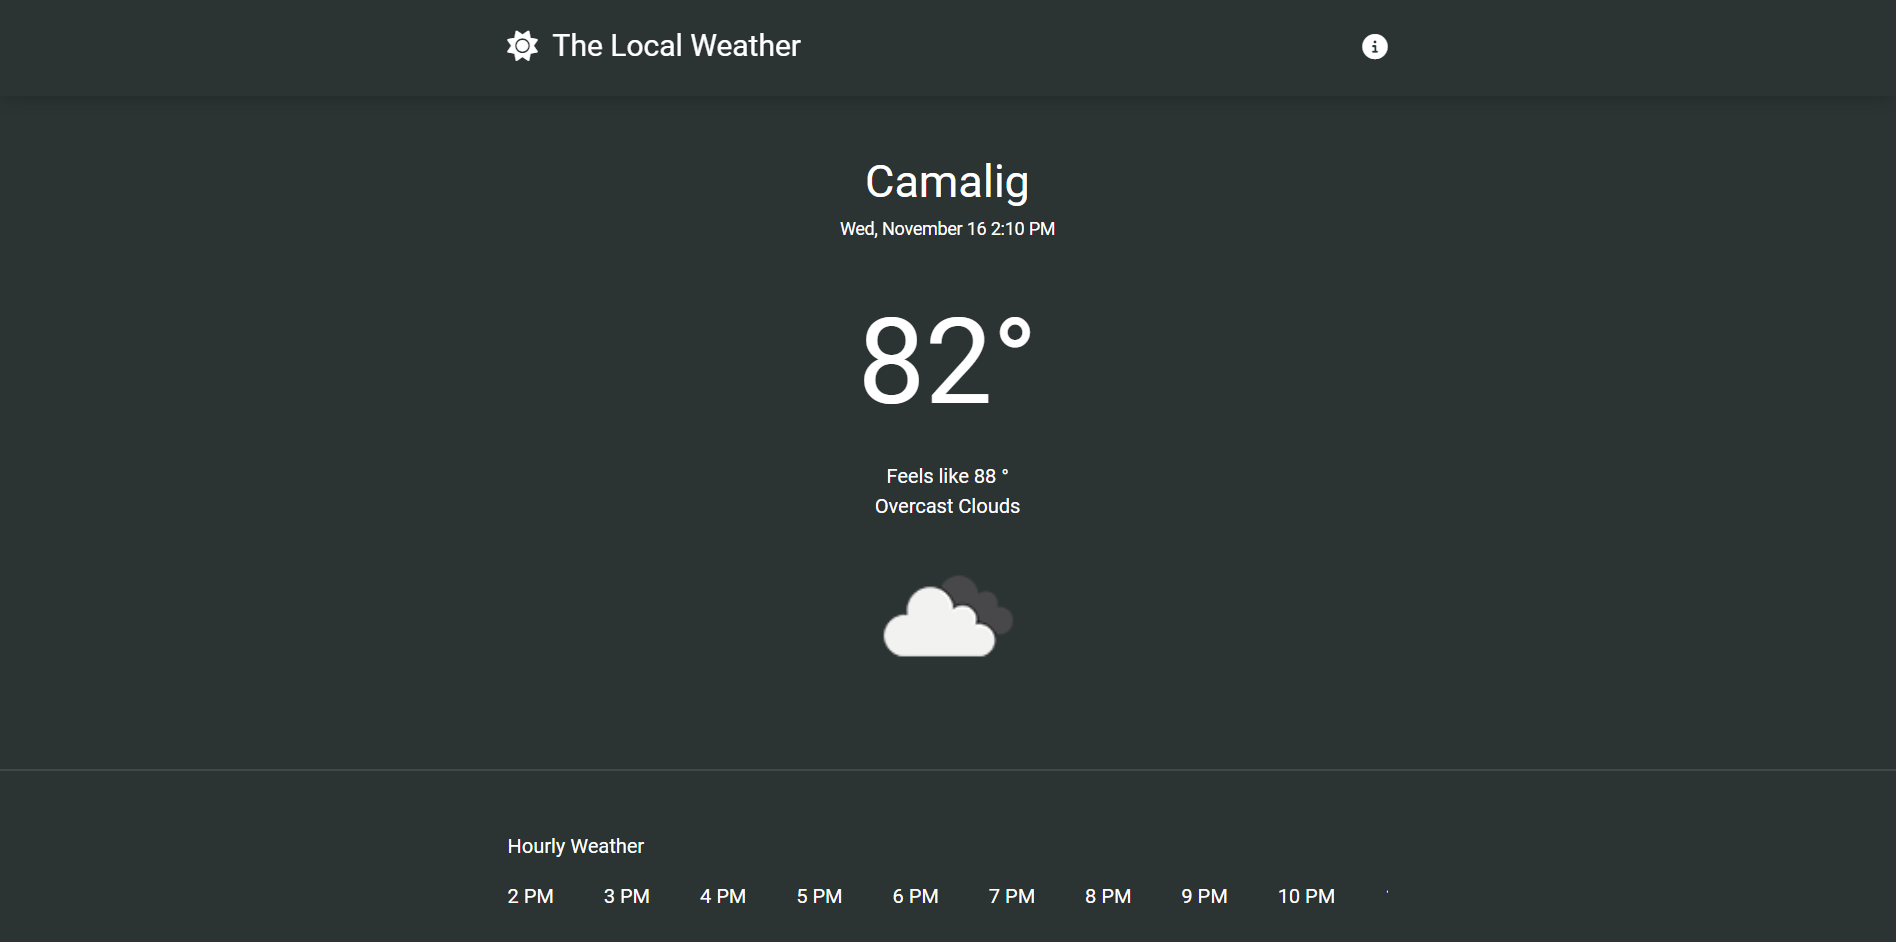 The Local Weather
Camalig
Wed, November 16 2:10 PM
82°
Feels like 88 °
Overcast Clouds
Hourly Weather
2 PM 3 PM 4 PM 5 PM 6 PM 7 PM 8 PM 9 PM 10 PM